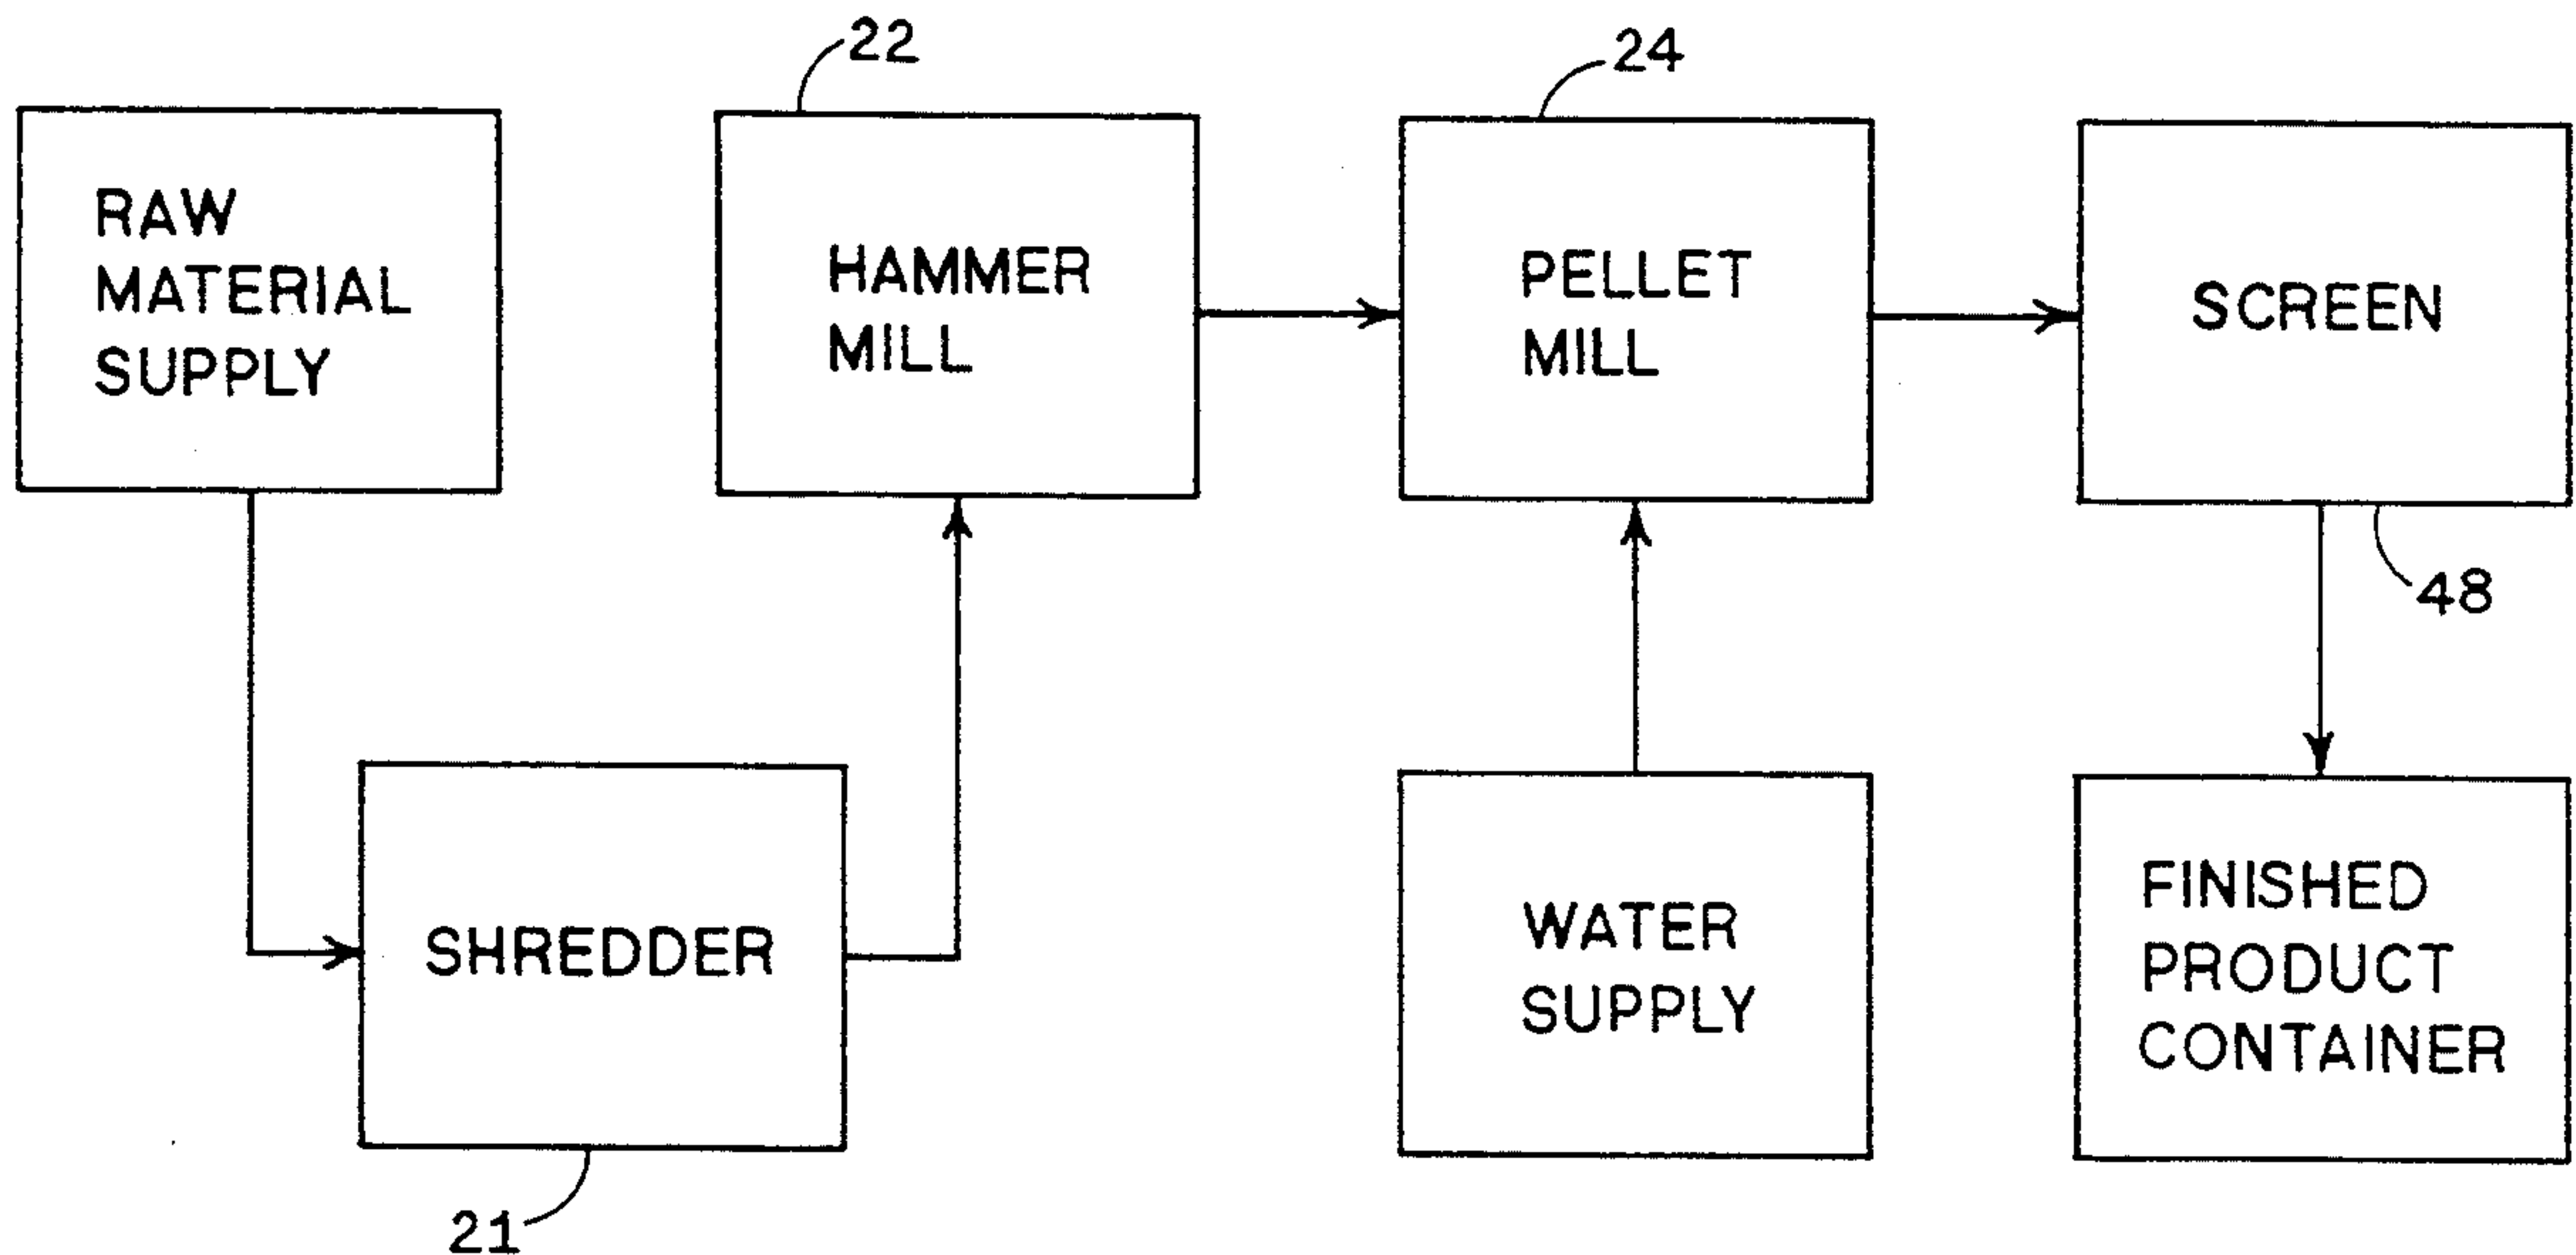 22
24
RAW
MATERIAL
SUPPLY
HAMMER
MILL
PELLET
MILL
SCREEN
48
SHREDDER
WATER
SUPPLY
FINISHED
PRODUCT
CONTAINER
21